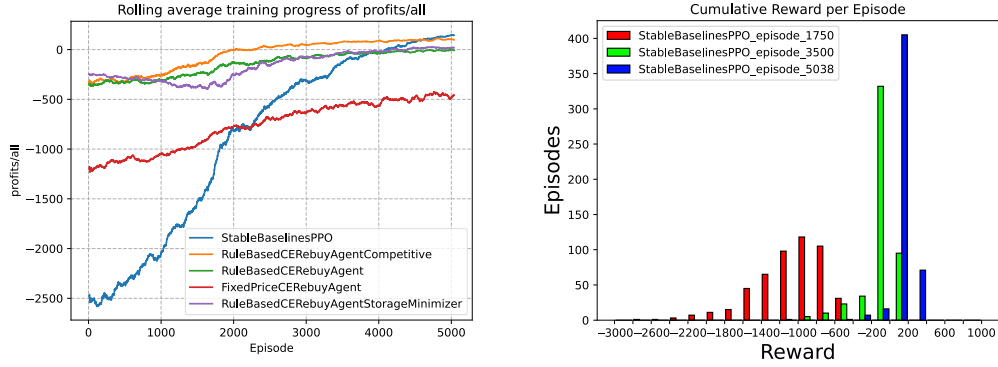 Rolling average training progress of profits/all
profits/all
0
−500
−1000
−1500
−2000
−2500
StableBaselinesPPO
RuleBasedCERebuyAgentCompetitive
RuleBasedCERebuyAgent
FixedPriceCERebuyAgent
RuleBasedCERebuyAgentStorageMinimizer
0 1000 2000 3000 4000 5000
Episode
Cumulative Reward per Episode
Episodes
400
350
300
250
200
150
100
50
0
StableBaselinesPPO_episode_1750
StableBaselinesPPO_episode_3500
StableBaselinesPPO_episode_5038
−3000 −2600 −2200 −1800 −1400 −1000 −600 −200 200 600 1000
Reward